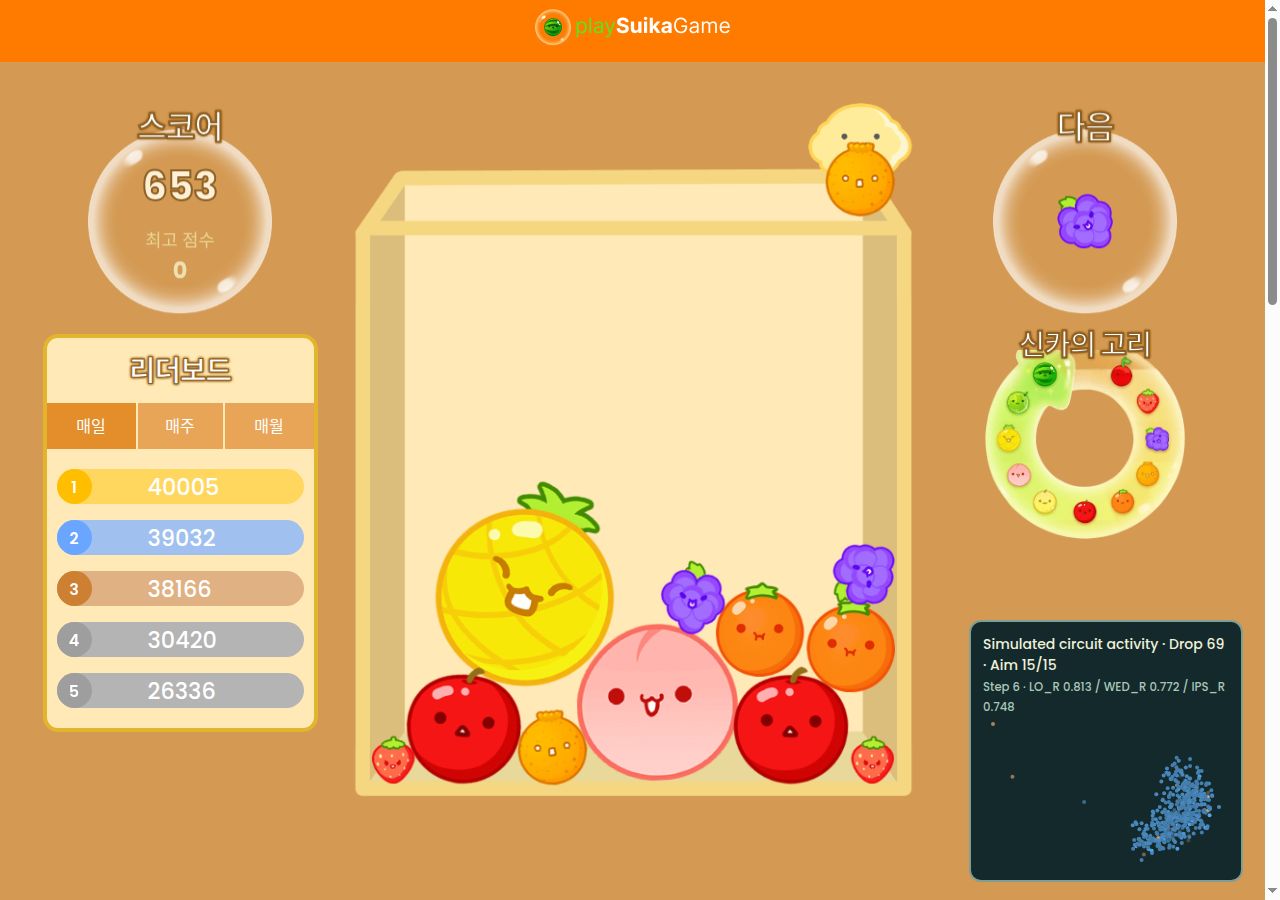 playSuikaGame
스코어
653
최고 점수
0
리더보드
매일
매주
매월
1 40005
2 39032
3 38166
4 30420
5 26336
다음
신카의 고리
Simulated circuit activity · Drop 69
· Aim 15/15
Step 6 · LO_R 0.813 / WED_R 0.772 / IPS_R
0.748